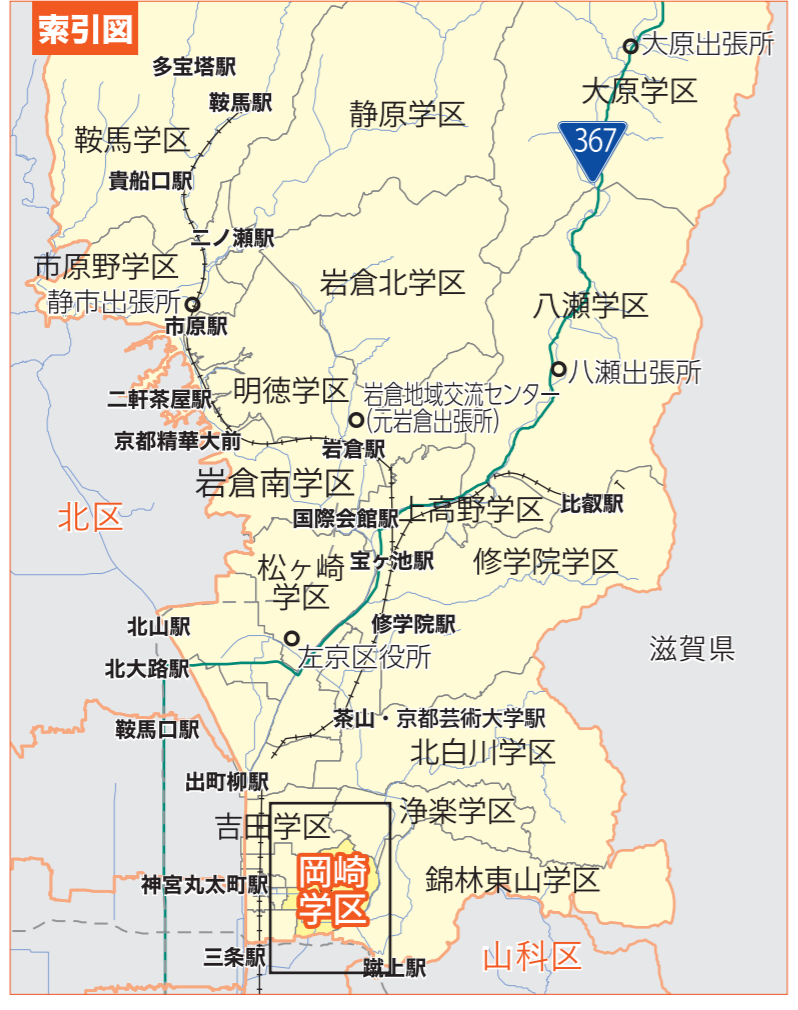 索引図
大原出張所
多宝塔駅
大原学区
鞍馬駅
静原学区
鞍馬学区
367
貴船口駅
二ノ瀬駅
市原野学区
岩倉北学区
静市出張所
八瀬学区
市原駅
八瀬出張所
明徳学区
岩倉地域交流センター
(元岩倉出張所)
二軒茶屋駅
京都精華大前
岩倉駅
岩倉南学区
北区
国際会館駅
上高野学区
比叡駅
松ヶ崎
学区
宝ヶ池駅
修学院学区
北山駅
修学院駅
左京区役所
滋賀県
北大路駅
茶山・京都芸術大学駅
鞍馬口駅
北白川学区
出町柳駅
吉田学区
浄楽学区
岡崎
学区
神宮丸太町駅
錦林東山学区
三条駅
蹴上駅
山科区